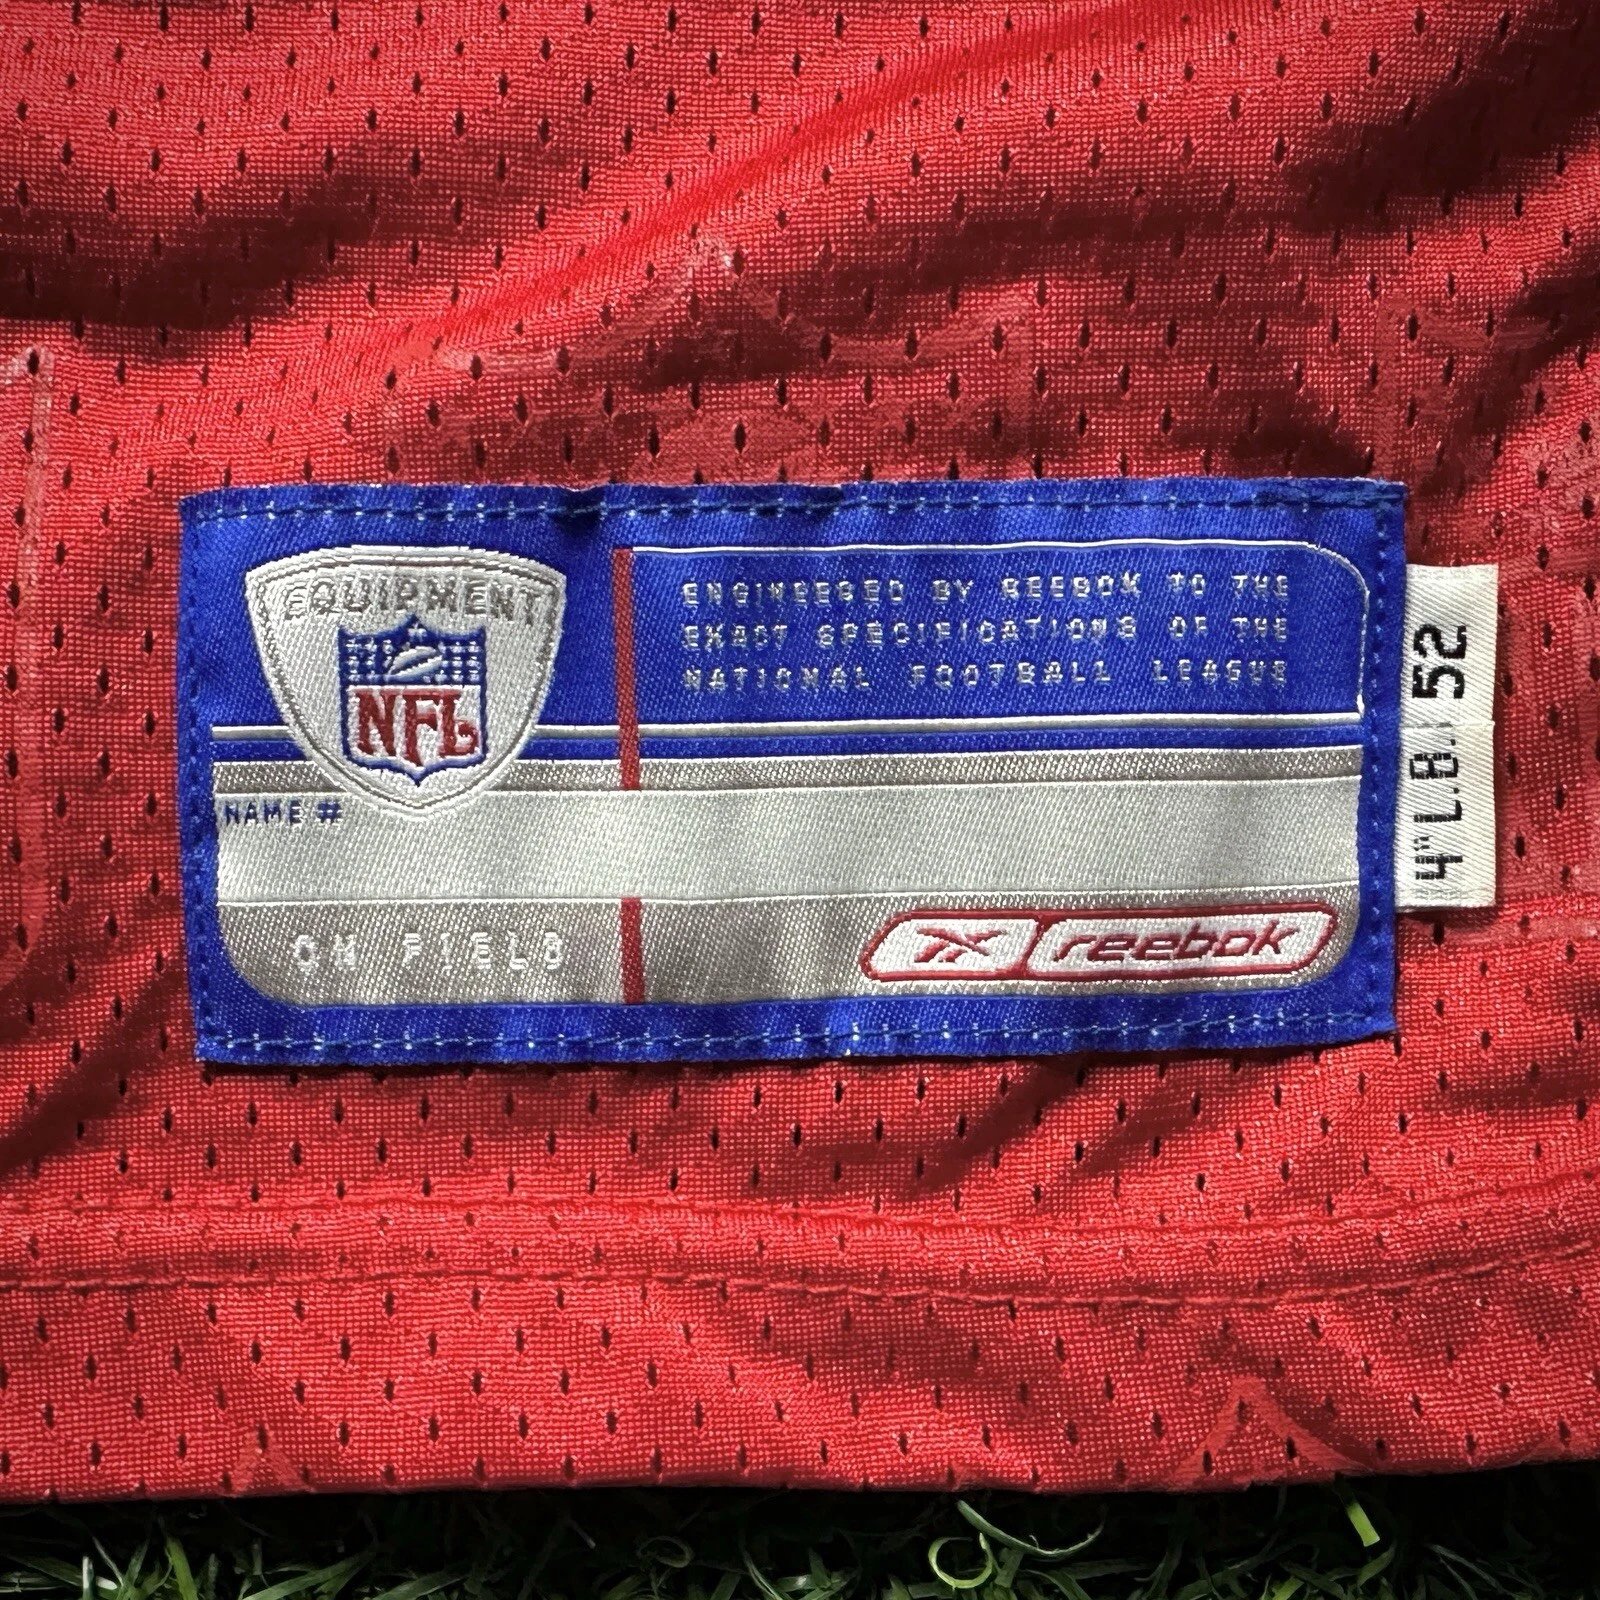 EQUIPMENT
NFL
ENGINEERED BY REEBOK TO THE
EXACT SPECIFICATIONS OF THE
NATIONAL FOOTBALL LEAGUE
NAME #
ON FIELD
reebok
4" L.B. 52